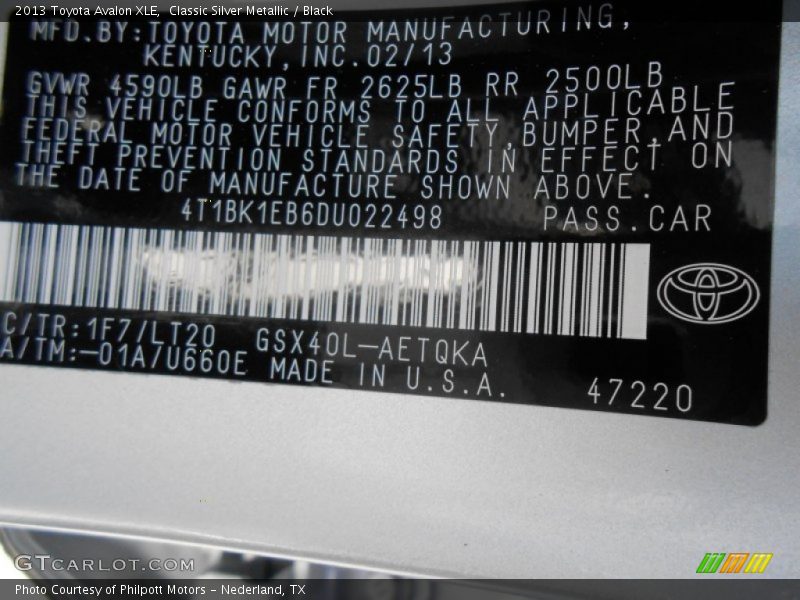 2013 Toyota Avalon XLE, Classic Silver Metallic / Black
MFD.BY:TOYOTA MOTOR MANUFACTURING,
KENTUCKY,INC.02/13
GVWR 4590LB GAWR FR 2625LB RR 2500LB
THIS VEHICLE CONFORMS TO ALL APPLICABLE
FEDERAL MOTOR VEHICLE SAFETY,BUMPER,AND
THEFT PREVENTION STANDARDS IN EFFECT ON
THE DATE OF MANUFACTURE SHOWN ABOVE.
4T1BK1EB6DU022498 PASS.CAR
C/TR:1F7/LT20 GSX40L-AETQKA
A/TM:-01A/U660E MADE IN U.S.A. 47220
GTCARLOT.COM
Photo Courtesy of Philpott Motors - Nederland, TX